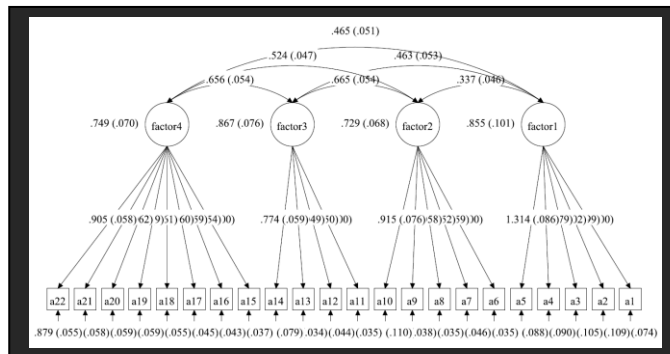 .465 (.051)
.524 (.047) .463 (.053)
.656 (.054) .665 (.054) .337 (.046)
.749 (.070) factor4 .867 (.076) factor3 .729 (.068) factor2 .855 (.101) factor1
.905 (.058) .774 (.059) .915 (.076) 1.314 (.086)
a22 a21 a20 a19 a18 a17 a16 a15 a14 a13 a12 a11 a10 a9 a8 a7 a6 a5 a4 a3 a2 a1
.879 (.055)(.058)(.059)(.059)(.055)(.045)(.043)(.037) (.079) .034)(.044)(.035) (.110) .038)(.035)(.046)(.035) (.088)(.090)(.105)(.109)(.074)